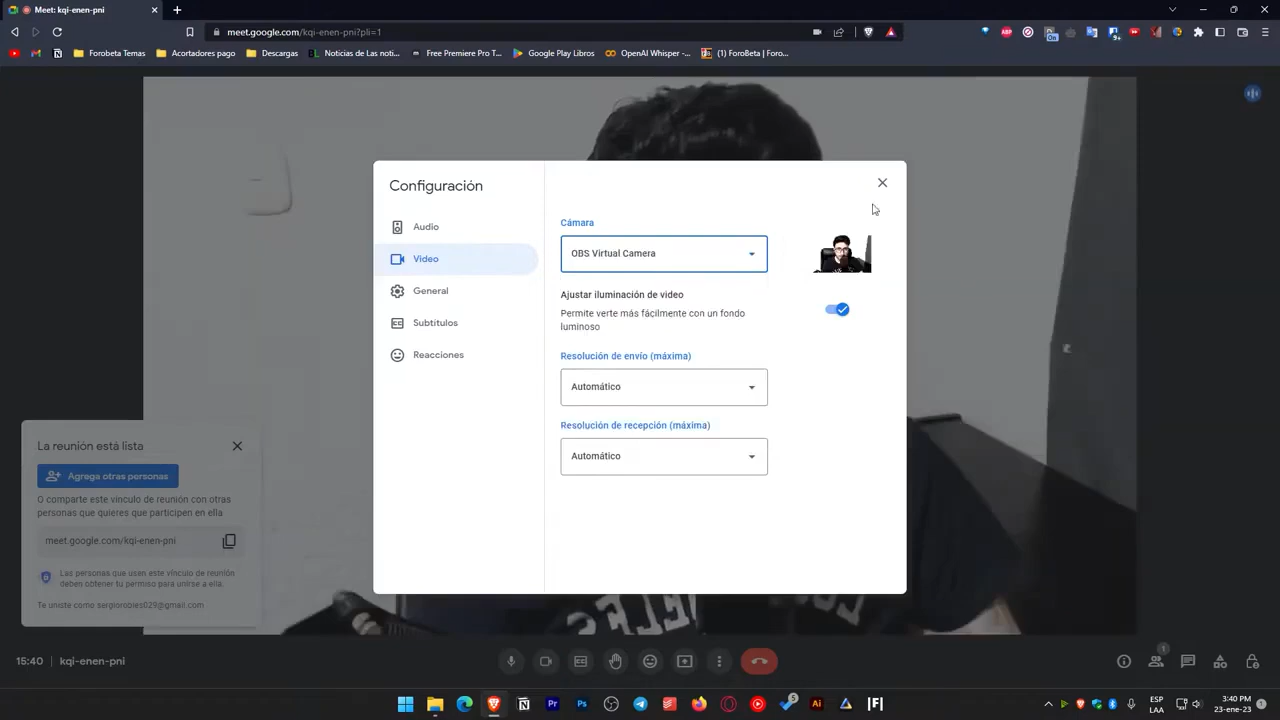 Meet: kqi-enen-pni
meet.google.com/kqi-enen-pni?pli=1
Forobeta Temas
Acortadores pago
Descargas
Noticias de Las noti...
Free Premiere Pro T...
Google Play Libros
OpenAI Whisper -...
(1) ForoBeta - Foro...
Configuración
Audio
Video
General
Subtítulos
Reacciones
Cámara
OBS Virtual Camera
Ajustar iluminación de video
Permite verte más fácilmente con un fondo
luminoso
Resolución de envío (máxima)
Automático
Resolución de recepción (máxima)
Automático
La reunión está lista
Agrega otras personas
O comparte este vínculo de reunión con otras
personas que quieres que participen en ella
meet.google.com/kqi-enen-pni
Las personas que usen este vínculo de reunión
deben obtener tu permiso para unirse a ella.
Te uniste como sergiorobles029@gmail.com
15:40 | kqi-enen-pni
1
5
ESP
LAA
3:40 PM
23-ene-23